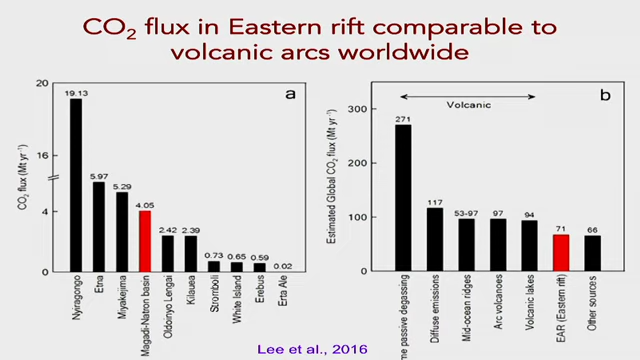 CO2 flux in Eastern rift comparable to
volcanic arcs worldwide
a
20
16
4
0
CO2 flux (Mt yr-1)
19.13
5.97
5.29
4.05
2.42
2.39
0.73
0.65
0.59
0.02
Nyiragongo
Etna
Miyakejima
Magadi-Natron basin
Oldoinyo Lengai
Kilauea
Stromboli
White Island
Erebus
Erta Ale
b
Volcanic
300
200
100
0
Estimated Global CO2 flux (Mt yr-1)
271
117
53-97
97
94
71
66
me passive degassing
Diffuse emissions
Mid-ocean ridges
Arc volcanoes
Volcanic lakes
EAR (Eastern rift)
Other sources
Lee et al., 2016